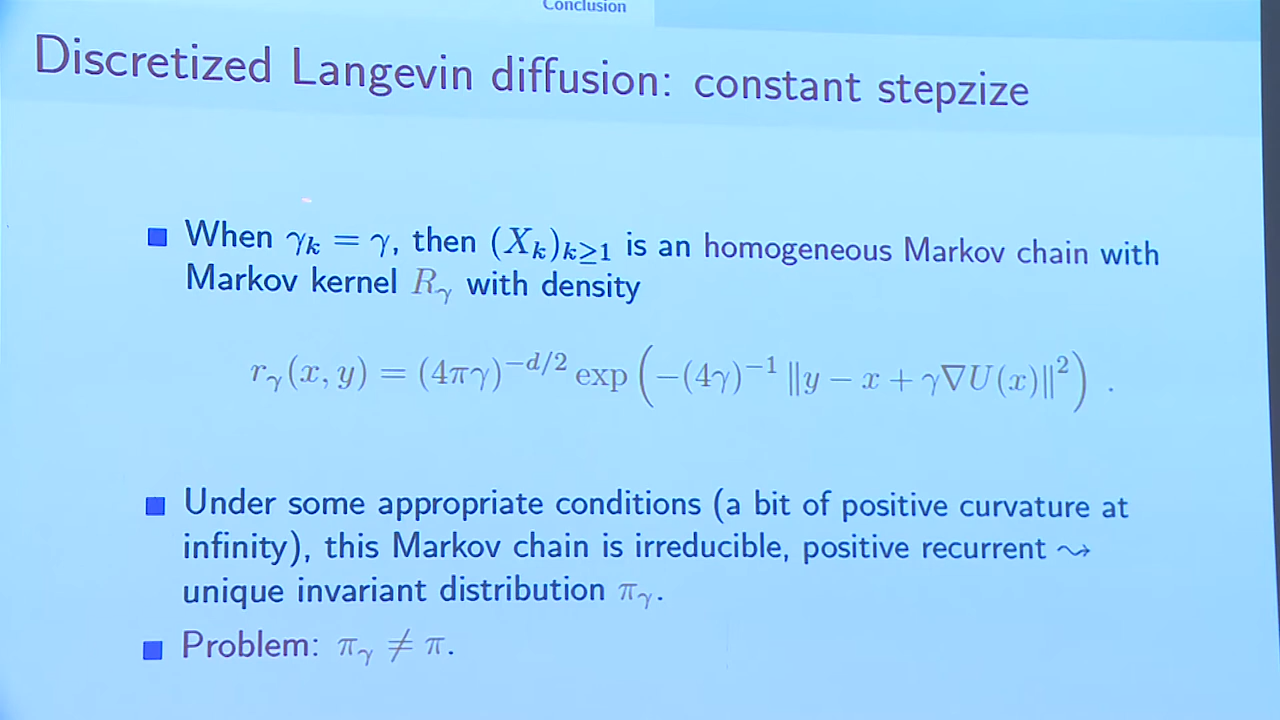 Conclusion
Discretized Langevin diffusion: constant stepzize
When γₖ = γ, then (Xₖ)ₖ≥₁ is an homogeneous Markov chain with
Markov kernel R_γ with density
r_γ(x, y) = (4πγ)^{-d/2} exp(−(4γ)^{-1} ‖y − x + γ∇U(x)‖²) .
Under some appropriate conditions (a bit of positive curvature at
infinity), this Markov chain is irreducible, positive recurrent ⇝
unique invariant distribution π_γ.
Problem: π_γ ≠ π.